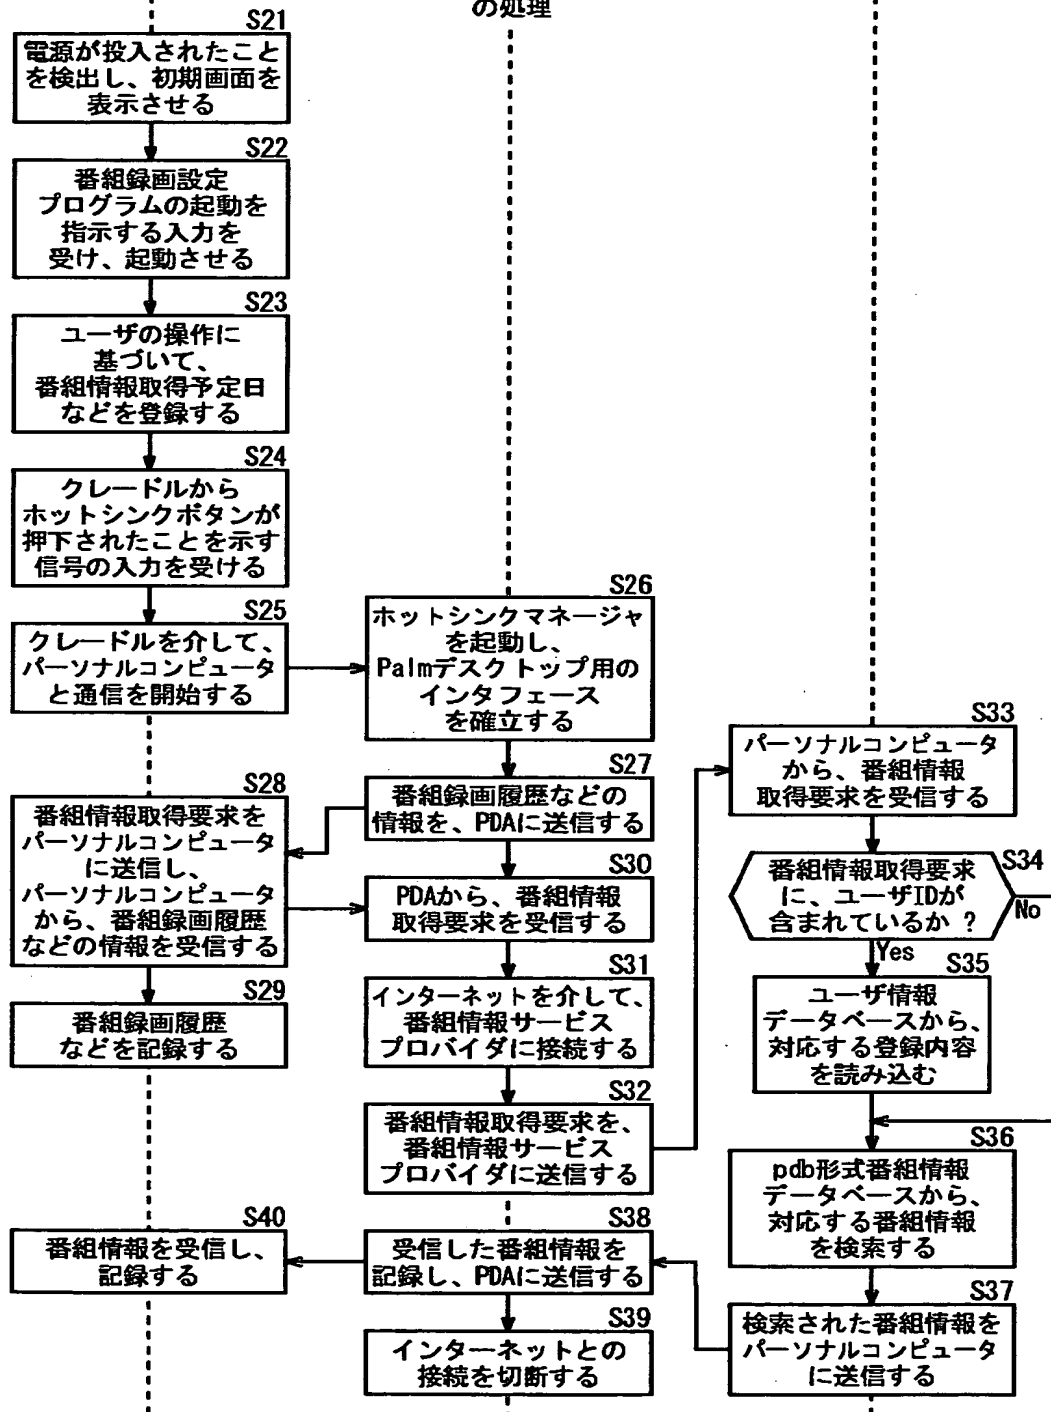 の処理
S21
電源が投入されたこと
を検出し、初期画面を
表示させる
S22
番組録画設定
プログラムの起動を
指示する入力を
受け、起動させる
S23
ユーザの操作に
基づいて、
番組情報取得予定日
などを登録する
S24
クレードルから
ホットシンクボタンが
押下されたことを示す
信号の入力を受ける
S25
クレードルを介して、
パーソナルコンピュータ
と通信を開始する
S26
ホットシンクマネージャ
を起動し、
Palmデスクトップ用の
インタフェース
を確立する
S27
番組録画履歴などの
情報を、PDAに送信する
S28
番組情報取得要求を
パーソナルコンピュータ
に送信し、
パーソナルコンピュータ
から、番組録画履歴
などの情報を受信する
S29
番組録画履歴
などを記録する
S30
PDAから、番組情報
取得要求を受信する
S31
インターネットを介して、
番組情報サービス
プロバイダに接続する
S32
番組情報取得要求を、
番組情報サービス
プロバイダに送信する
S33
パーソナルコンピュータ
から、番組情報
取得要求を受信する
S34
番組情報取得要求
に、ユーザIDが
含まれているか?
No
Yes
S35
ユーザ情報
データベースから、
対応する登録内容
を読み込む
S36
pdb形式番組情報
データベースから、
対応する番組情報
を検索する
S37
検索された番組情報を
パーソナルコンピュータ
に送信する
S38
受信した番組情報を
記録し、PDAに送信する
S39
インターネットとの
接続を切断する
S40
番組情報を受信し、
記録する